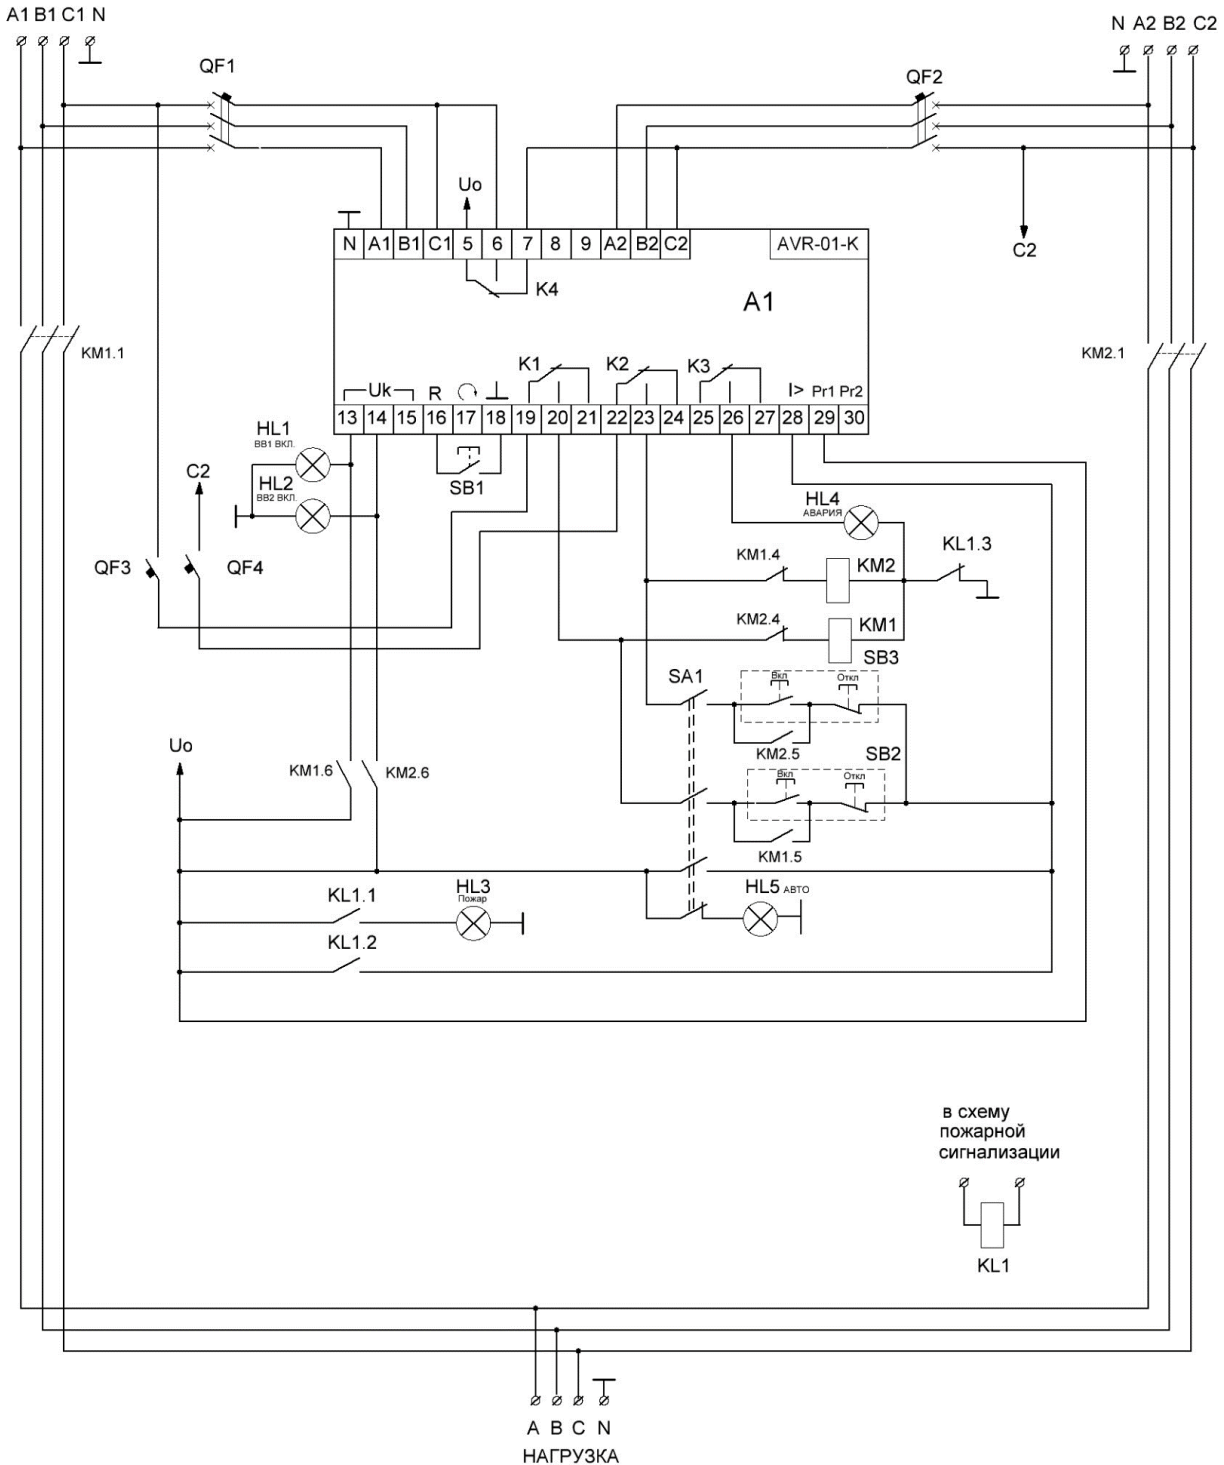 A1 B1 C1 N
N A2 B2 C2
QF1
QF2
Uo
C2
N A1 B1 C1 5 6 7 8 9 A2 B2 C2
AVR-01-K
K4
A1
KM1.1
KM2.1
K1 K2 K3
Uk R I> Pr1 Pr2
13 14 15 16 17 18 19 20 21 22 23 24 25 26 27 28 29 30
HL1
ВВ1 ВКЛ.
HL2
ВВ2 ВКЛ.
SB1
C2
HL4
АВАРИЯ
QF3
QF4
KM1.4
KM2
KL1.3
KM2.4
KM1
SB3
SA1
Вкл
Откл
KM2.5
SB2
Вкл
Откл
KM1.5
Uo
KM1.6
KM2.6
KL1.1
HL3
Пожар
HL5 АВТО
KL1.2
в схему
пожарной
сигнализации
KL1
A B C N
НАГРУЗКА